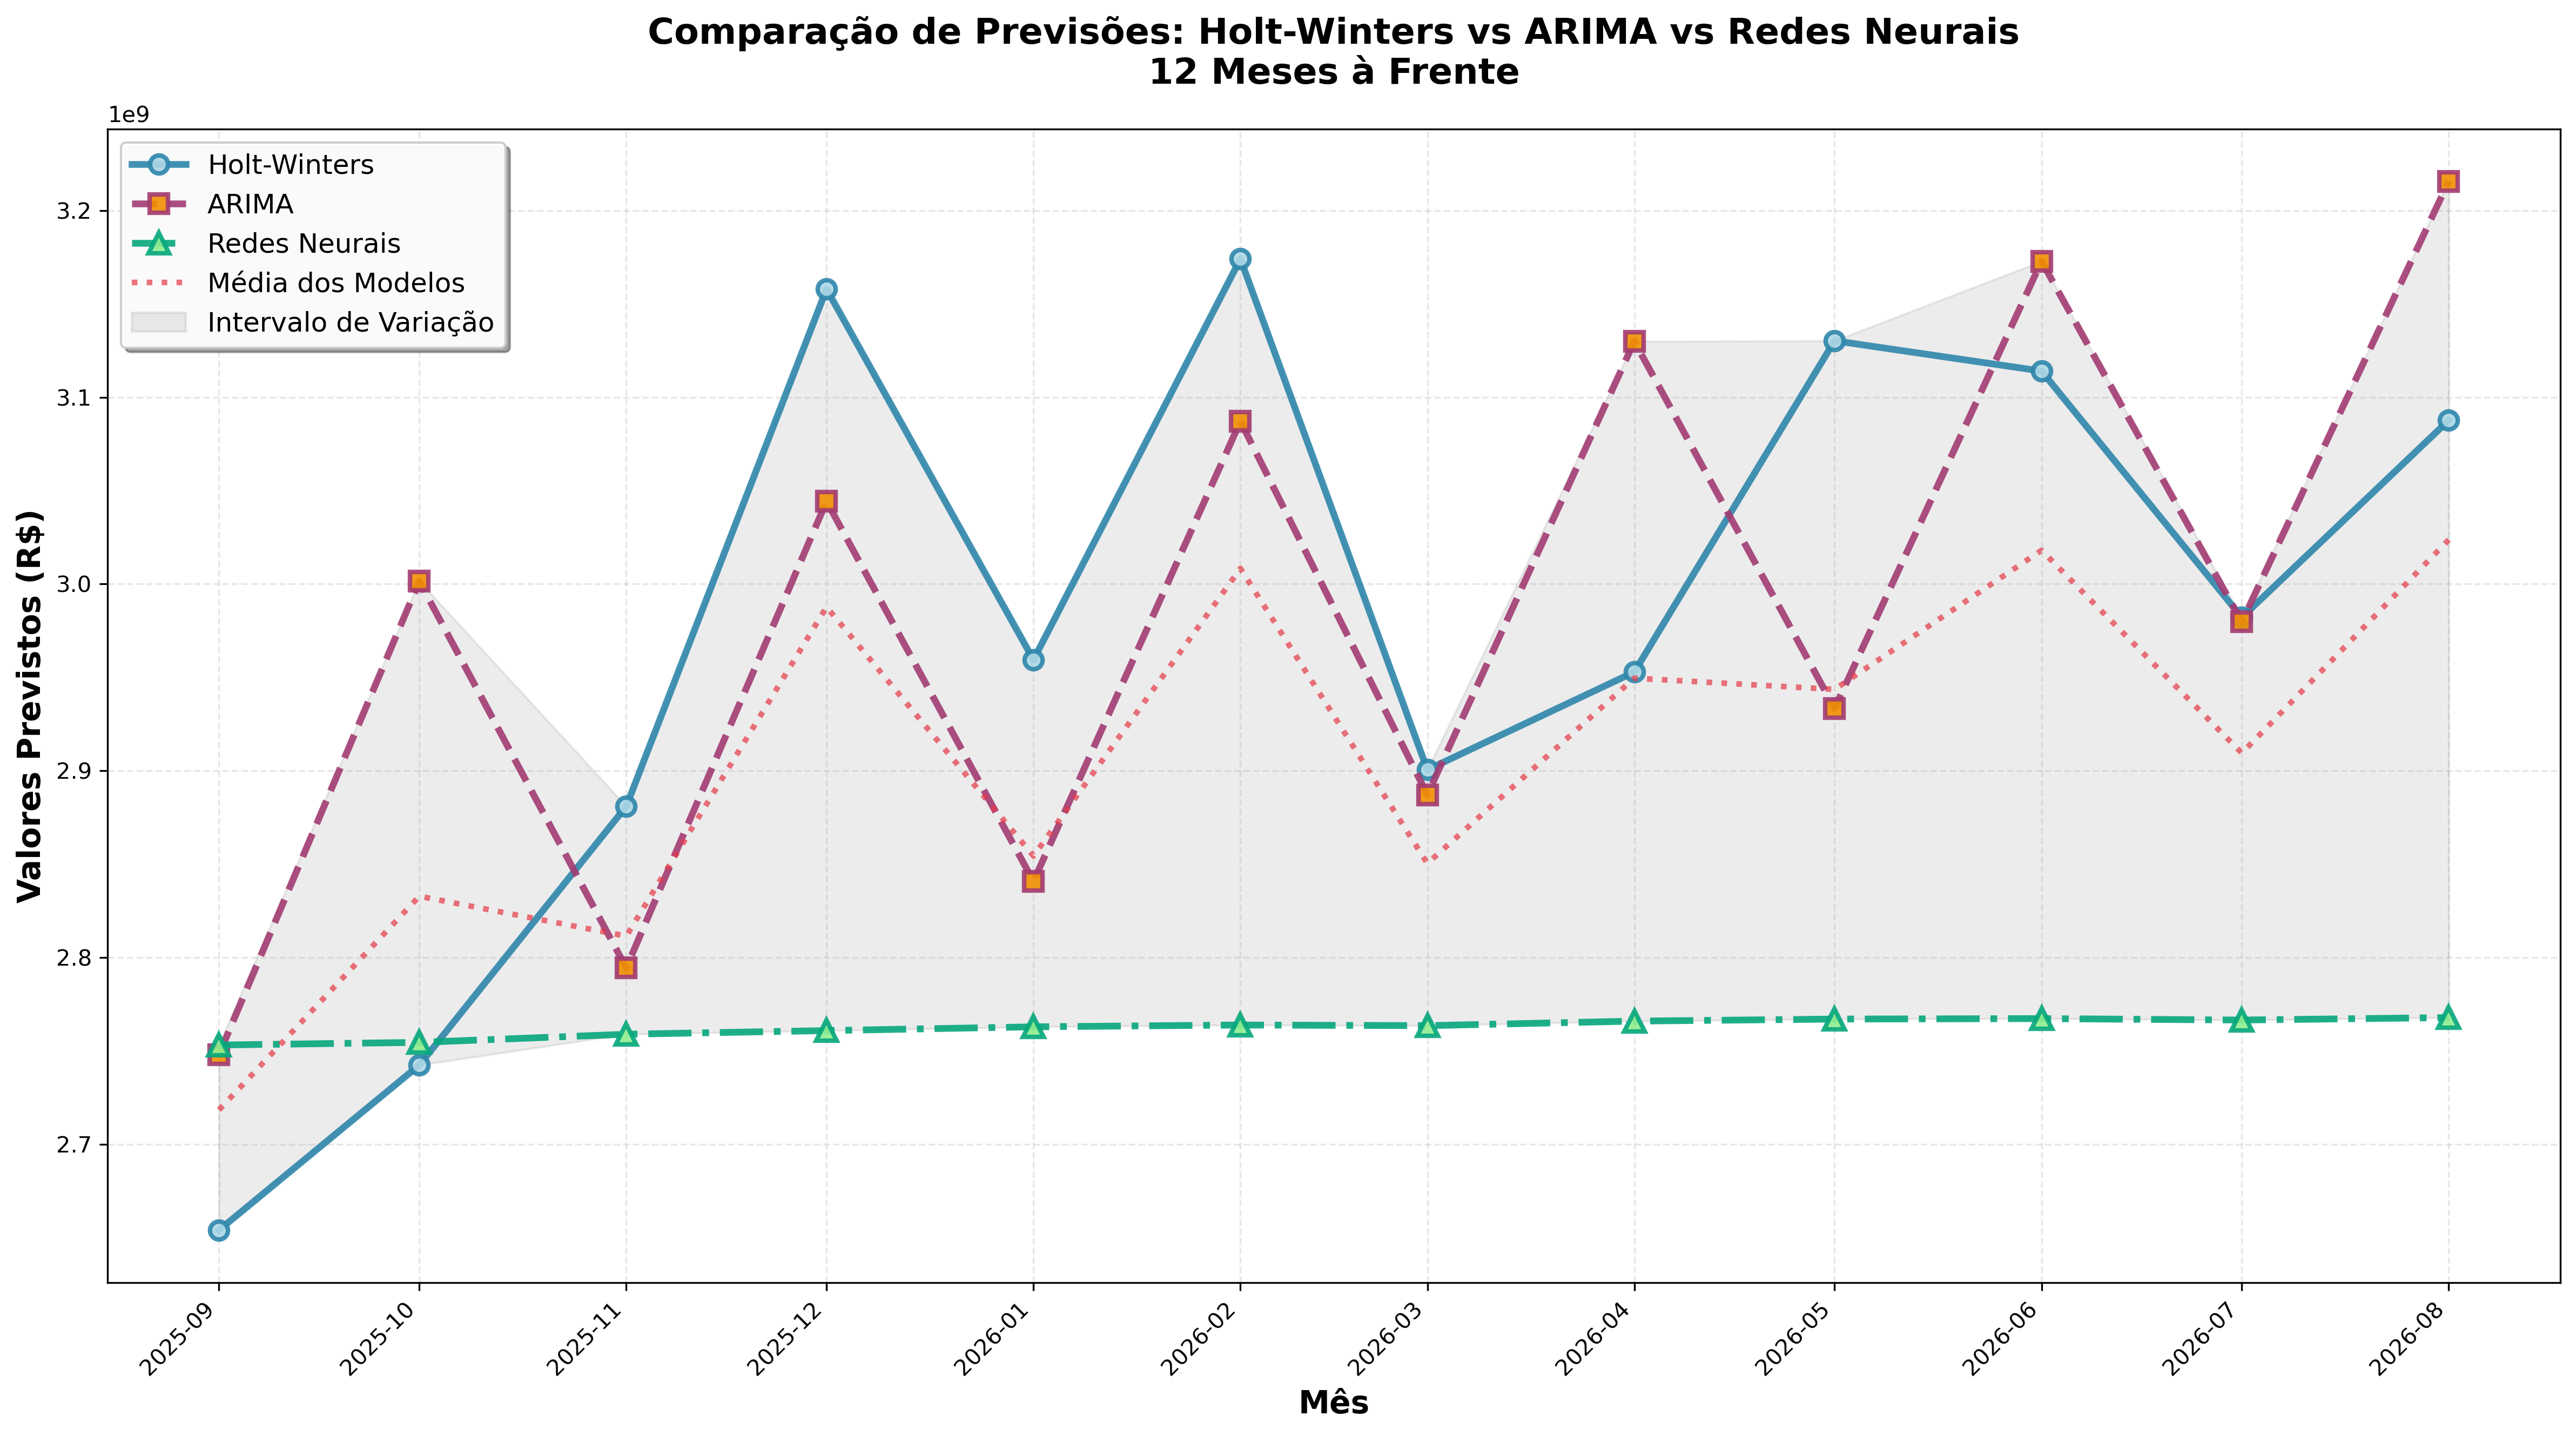 Comparação de Previsões: Holt-Winters vs ARIMA vs Redes Neurais
12 Meses à Frente
1e9
Holt-Winters
ARIMA
Redes Neurais
Média dos Modelos
Intervalo de Variação
3.2
3.1
3.0
2.9
2.8
2.7
Valores Previstos (R$)
2025-09
2025-10
2025-11
2025-12
2026-01
2026-02
2026-03
2026-04
2026-05
2026-06
2026-07
2026-08
Mês